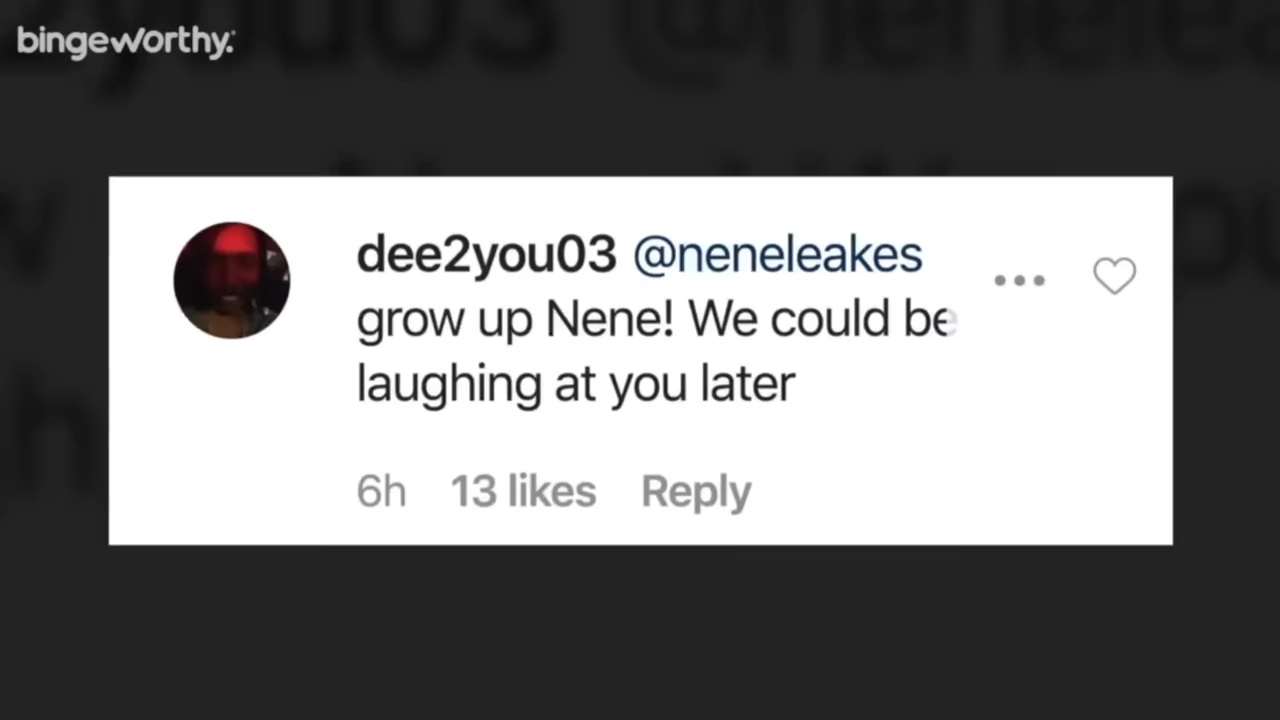 bingeworthy.
dee2you03 @neneleakes
grow up Nene! We could be
laughing at you later
6h 13 likes Reply